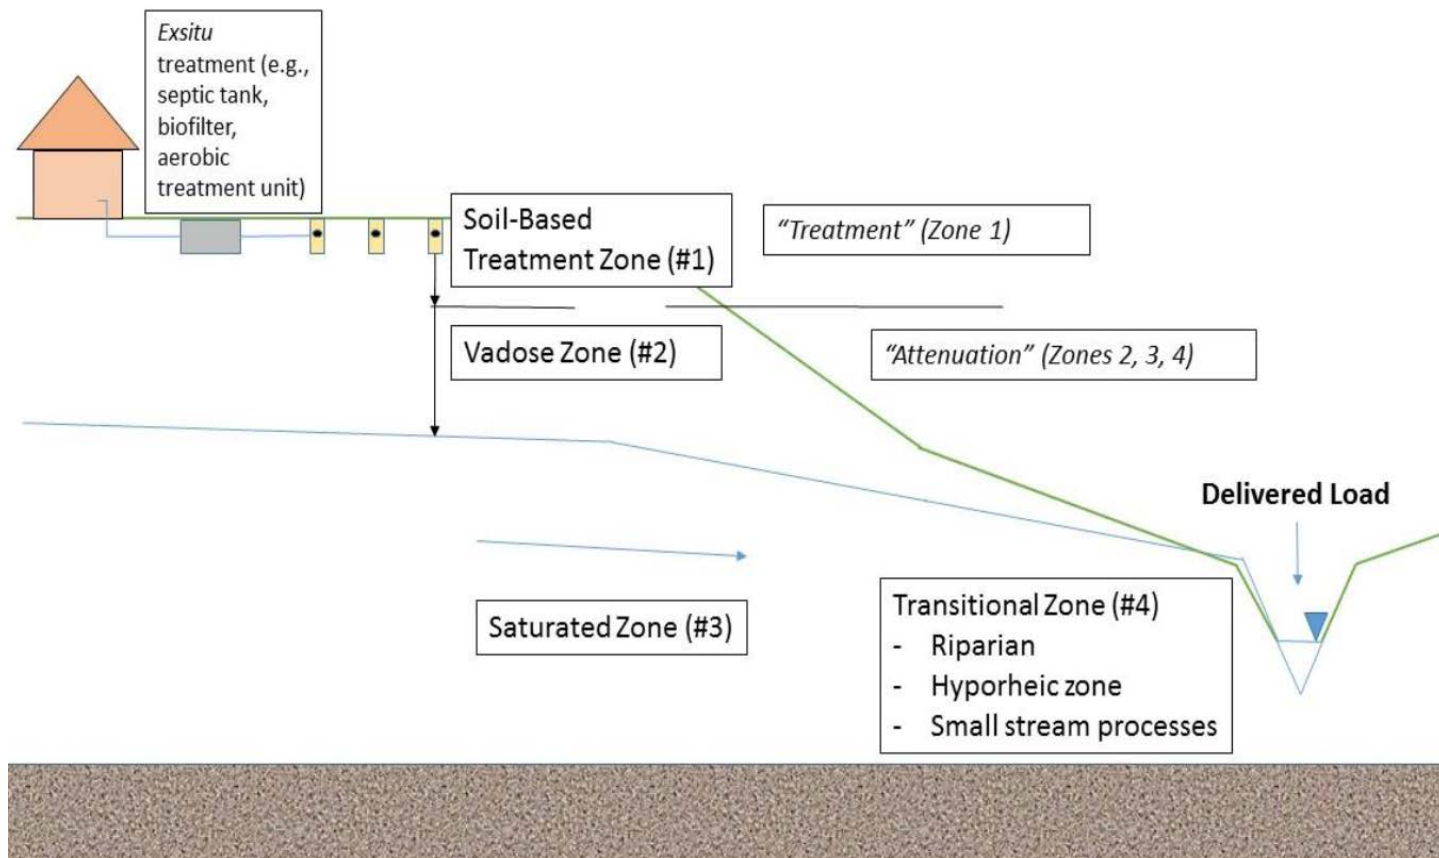 Exsitu
treatment (e.g.,
septic tank,
biofilter,
aerobic
treatment unit)
Soil-Based
Treatment Zone (#1)
“Treatment” (Zone 1)
Vadose Zone (#2)
“Attenuation” (Zones 2, 3, 4)
Delivered Load
Saturated Zone (#3)
Transitional Zone (#4)
- Riparian
- Hyporheic zone
- Small stream processes